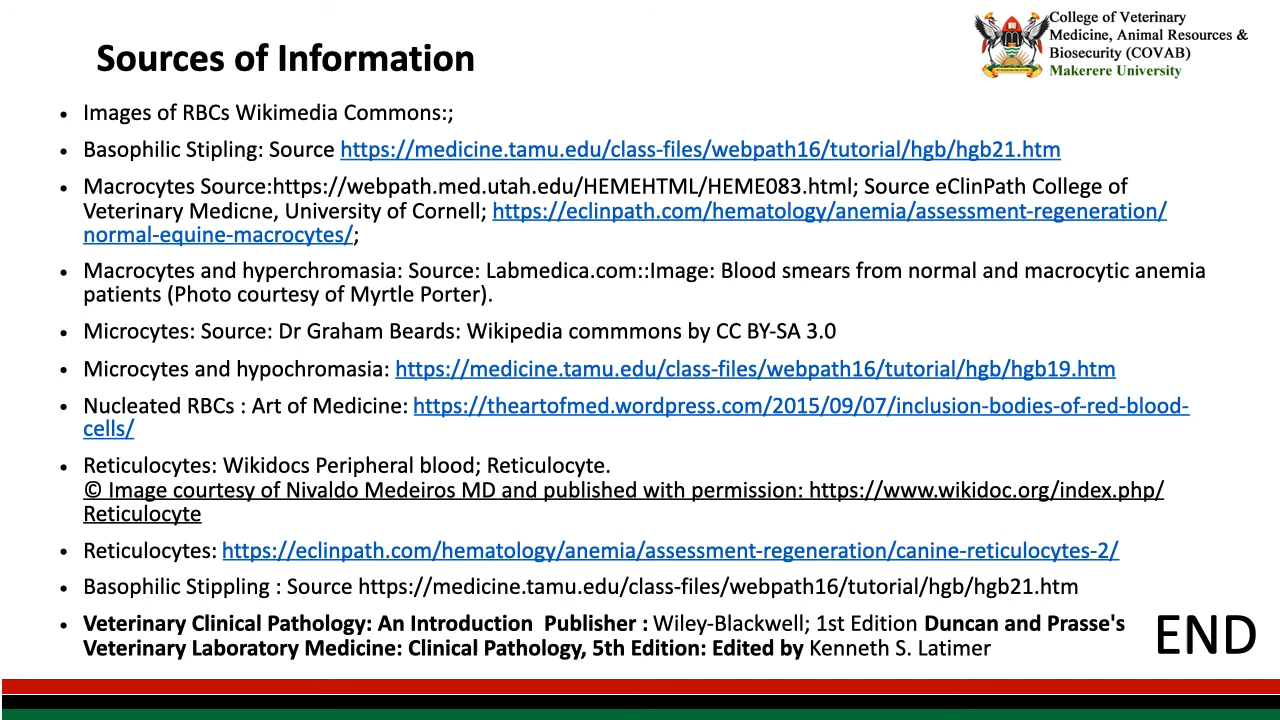 College of Veterinary
Medicine, Animal Resources &
Biosecurity (COVAB)
Makerere University
Sources of Information
• Images of RBCs Wikimedia Commons:;
• Basophilic Stipling: Source https://medicine.tamu.edu/class-files/webpath16/tutorial/hgb/hgb21.htm
• Macrocytes Source:https://webpath.med.utah.edu/HEMEHTML/HEME083.html; Source eClinPath College of
Veterinary Medicne, University of Cornell; https://eclinpath.com/hematology/anemia/assessment-regeneration/
normal-equine-macrocytes/;
• Macrocytes and hyperchromasia: Source: Labmedica.com::Image: Blood smears from normal and macrocytic anemia
patients (Photo courtesy of Myrtle Porter).
• Microcytes: Source: Dr Graham Beards: Wikipedia commmons by CC BY-SA 3.0
• Microcytes and hypochromasia: https://medicine.tamu.edu/class-files/webpath16/tutorial/hgb/hgb19.htm
• Nucleated RBCs : Art of Medicine: https://theartofmed.wordpress.com/2015/09/07/inclusion-bodies-of-red-blood-
cells/
• Reticulocytes: Wikidocs Peripheral blood; Reticulocyte.
© Image courtesy of Nivaldo Medeiros MD and published with permission: https://www.wikidoc.org/index.php/
Reticulocyte
• Reticulocytes: https://eclinpath.com/hematology/anemia/assessment-regeneration/canine-reticulocytes-2/
• Basophilic Stippling : Source https://medicine.tamu.edu/class-files/webpath16/tutorial/hgb/hgb21.htm
• Veterinary Clinical Pathology: An Introduction Publisher : Wiley-Blackwell; 1st Edition Duncan and Prasse's
Veterinary Laboratory Medicine: Clinical Pathology, 5th Edition: Edited by Kenneth S. Latimer
END